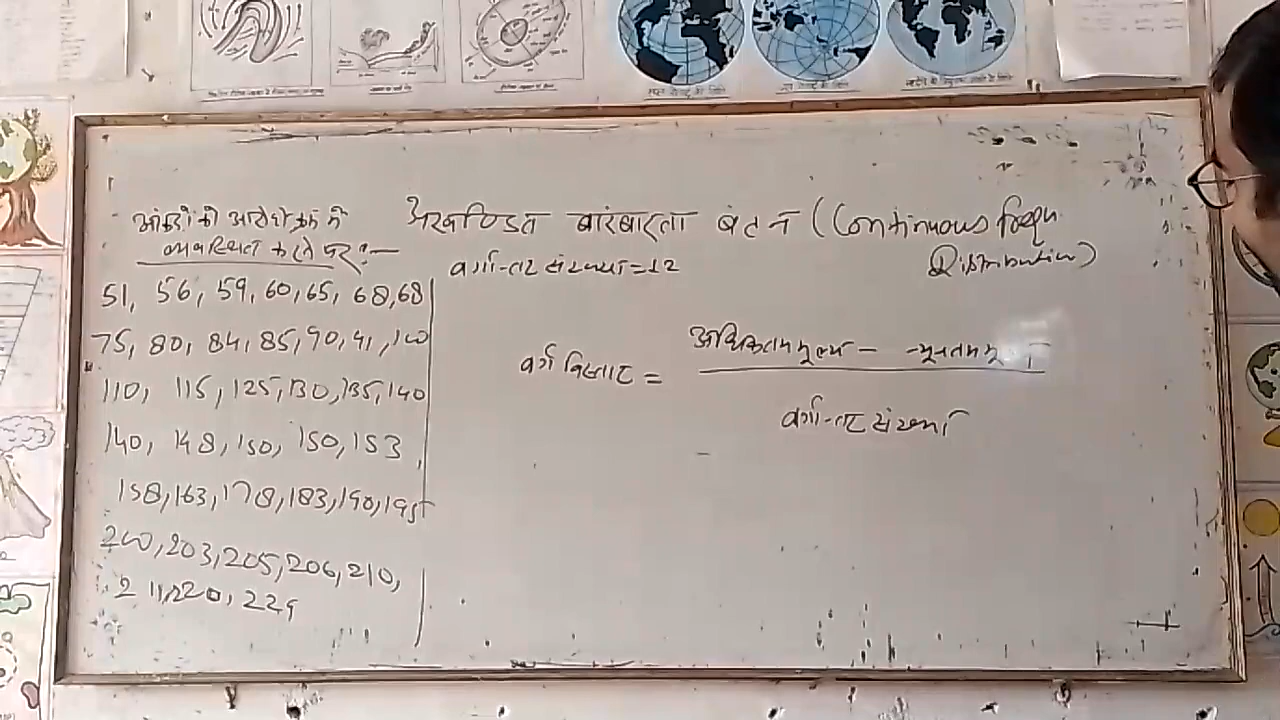 आंकड़ों को आरोही क्रम में
व्यवस्थित करने पर :-
51, 56, 59, 60, 65, 68, 68
75, 80, 84, 85, 90, 91, 100
110, 115, 125, 130, 135, 140
140, 148, 150, 150, 153
158, 163, 178, 183, 190, 195
200, 203, 205, 206, 210,
211, 220, 229
अखण्डित बारंबारता बंटन (Continuous frequ
Distribution)
वर्गान्तर संख्या = 12
वर्ग विस्तार =
अधिकतम मूल्य - न्यूनतम मूल्य
वर्गान्तर संख्या